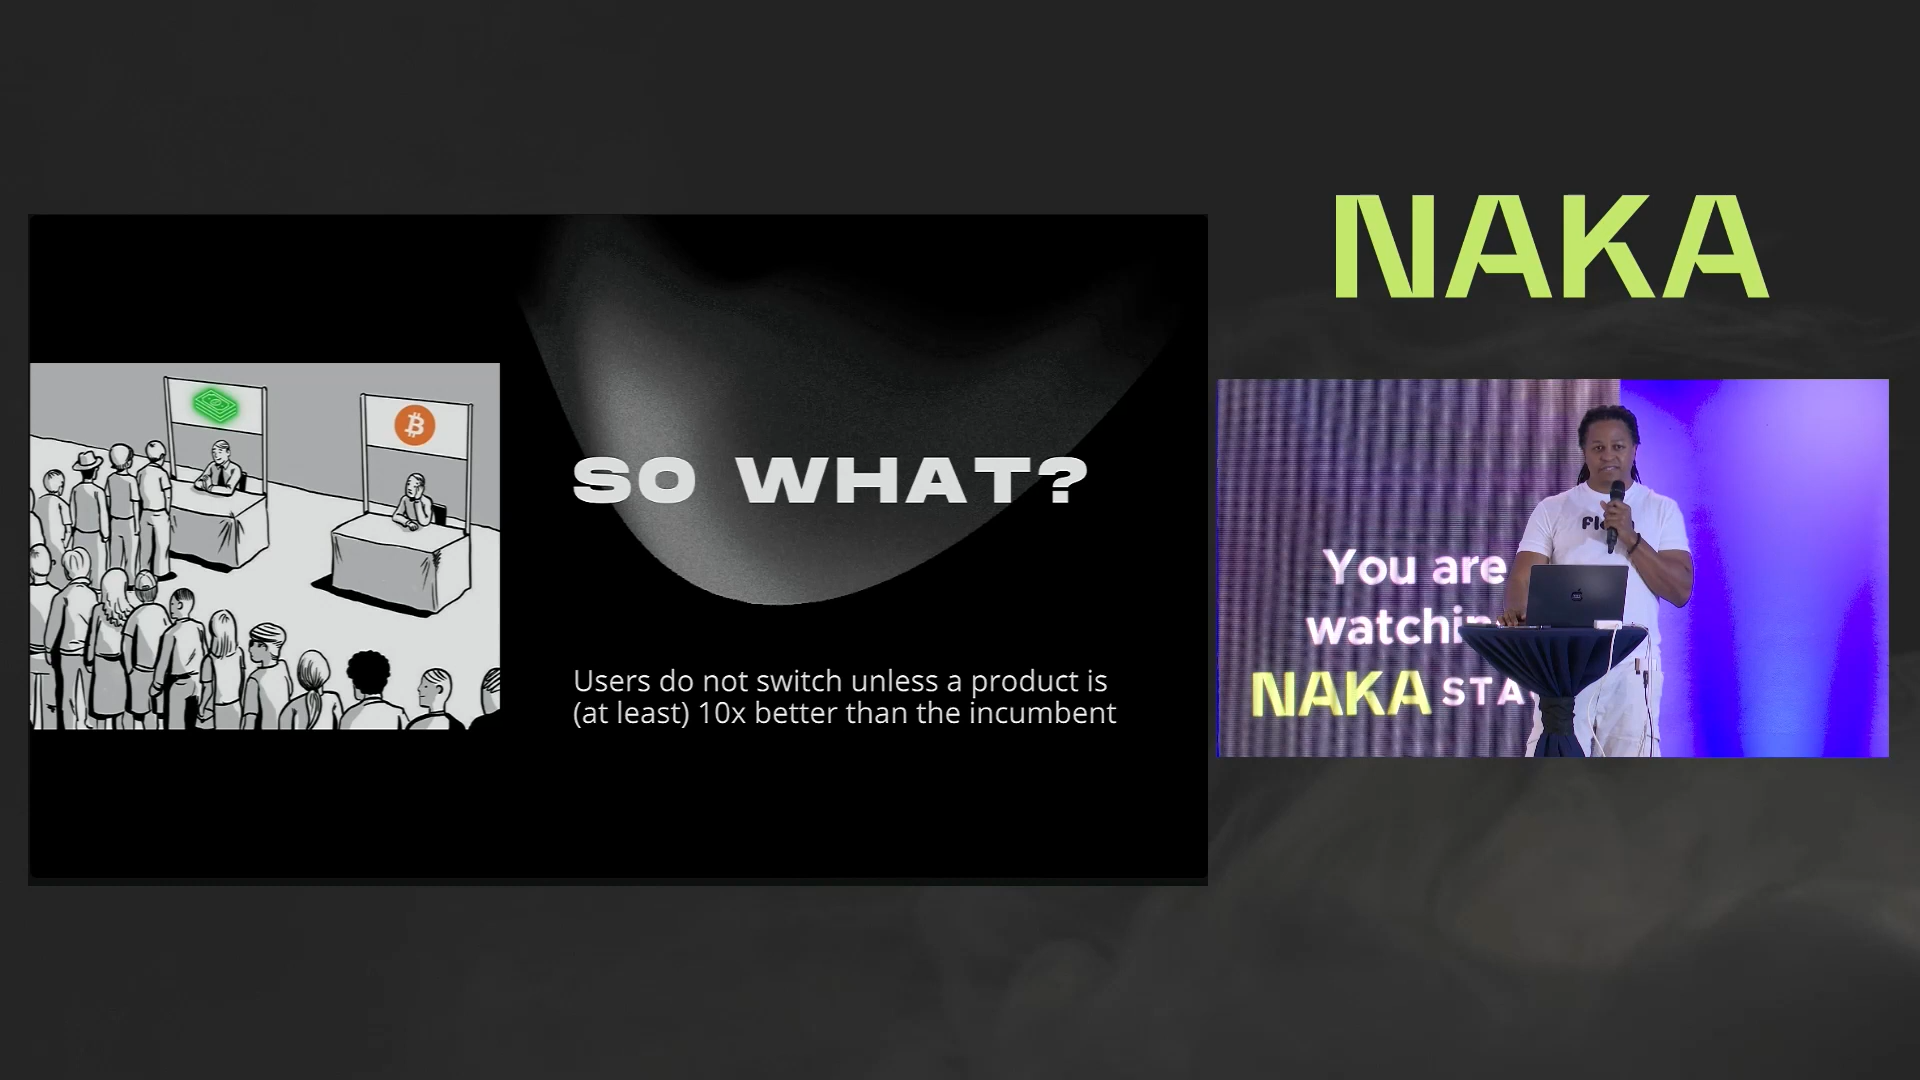 SO WHAT?
Users do not switch unless a product is
(at least) 10x better than the incumbent
NAKA
You are
NAKA